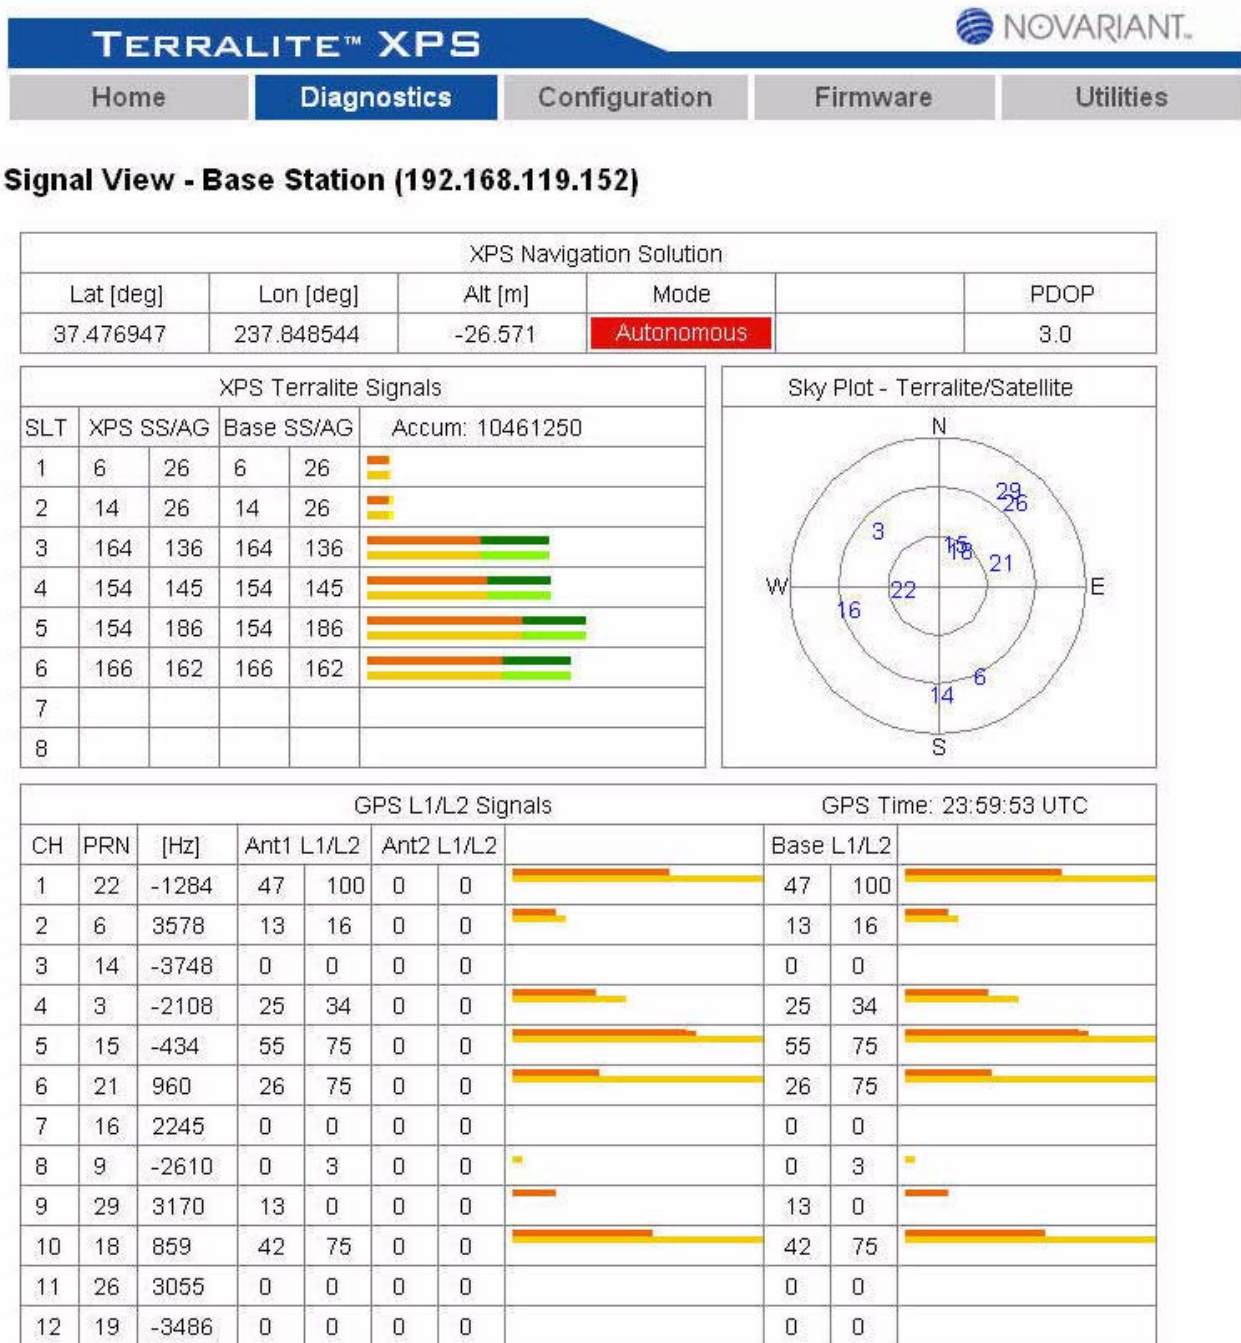 TERRALITE™ XPS
NOVARIANT™
Home Diagnostics Configuration Firmware Utilities
Signal View - Base Station (192.168.119.152)
XPS Navigation Solution
Lat [deg] Lon [deg] Alt [m] Mode PDOP
37.476947 237.848544 -26.571 Autonomous 3.0
XPS Terralite Signals
SLT XPS SS/AG Base SS/AG Accum: 10461250
1 6 26 6 26
2 14 26 14 26
3 164 136 164 136
4 154 145 154 145
5 154 186 154 186
6 166 162 166 162
7
8
Sky Plot - Terralite/Satellite
N
29
26
3
15
18
21
W 22 E
16
6
14
S
GPS L1/L2 Signals GPS Time: 23:59:53 UTC
CH PRN [Hz] Ant1 L1/L2 Ant2 L1/L2 Base L1/L2
1 22 -1284 47 100 0 0 47 100
2 6 3578 13 16 0 0 13 16
3 14 -3748 0 0 0 0 0 0
4 3 -2108 25 34 0 0 25 34
5 15 -434 55 75 0 0 55 75
6 21 960 26 75 0 0 26 75
7 16 2245 0 0 0 0 0 0
8 9 -2610 0 3 0 0 0 3
9 29 3170 13 0 0 0 13 0
10 18 859 42 75 0 0 42 75
11 26 3055 0 0 0 0 0 0
12 19 -3486 0 0 0 0 0 0